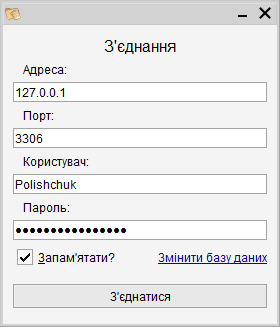 З'єднання
Адреса:
127.0.0.1
Порт:
3306
Користувач:
Polishchuk
Пароль:
●●●●●●●●●●●●●●●●
Запам'ятати? Змінити базу даних
З'єднатися